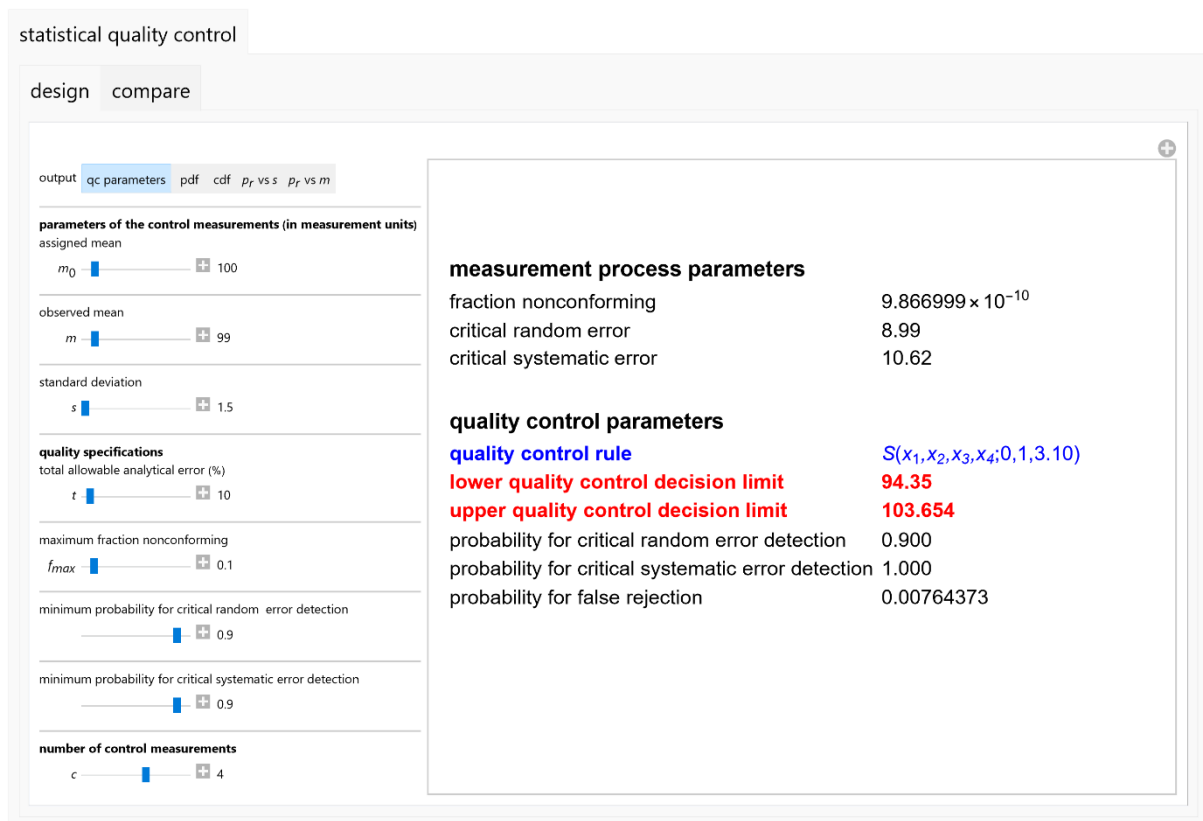 statistical quality control
design compare
output qc parameters pdf cdf pᵣ vs s pᵣ vs m
parameters of the control measurements (in measurement units)
assigned mean
m₀ 100
observed mean
m 99
standard deviation
s 1.5
quality specifications
total allowable analytical error (%)
t 10
maximum fraction nonconforming
fmax 0.1
minimum probability for critical random error detection
0.9
minimum probability for critical systematic error detection
0.9
number of control measurements
c 4
measurement process parameters
fraction nonconforming 9.866999 × 10⁻¹⁰
critical random error 8.99
critical systematic error 10.62
quality control parameters
quality control rule S(x₁,x₂,x₃,x₄;0,1,3.10)
lower quality control decision limit 94.35
upper quality control decision limit 103.654
probability for critical random error detection 0.900
probability for critical systematic error detection 1.000
probability for false rejection 0.00764373